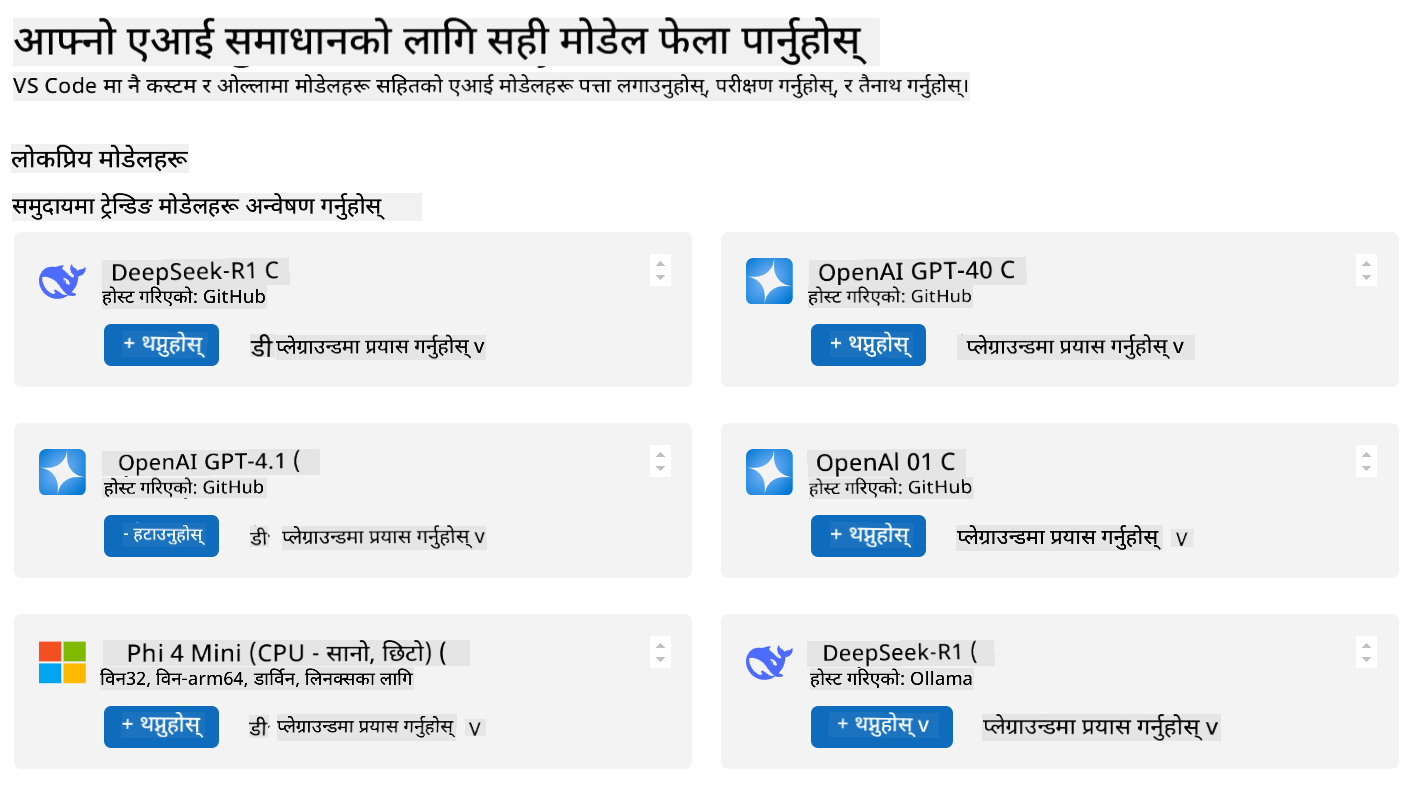 आफ्नो एआई समाधानको लागि सही मोडेल फेला पार्नुहोस्
VS Code मा नै कस्टम र ओल्लामा मोडेलहरू सहितको एआई मोडेलहरू पत्ता लगाउनुहोस्, परीक्षण गर्नुहोस्, र तैनाथ गर्नुहोस्।
लोकप्रिय मोडेलहरू
समुदायमा ट्रेन्डिङ मोडेलहरू अन्वेषण गर्नुहोस्
DeepSeek-R1 C
होस्ट गरिएको: GitHub
+ थप्नुहोस्
डी प्लेग्राउन्डमा प्रयास गर्नुहोस् v
OpenAI GPT-40 C
होस्ट गरिएको: GitHub
+ थप्नुहोस्
प्लेग्राउन्डमा प्रयास गर्नुहोस् v
OpenAI GPT-4.1 (
होस्ट गरिएको: GitHub
- हटाउनुहोस्
डी प्लेग्राउन्डमा प्रयास गर्नुहोस् v
OpenAl 01 C
होस्ट गरिएको: GitHub
+ थप्नुहोस्
प्लेग्राउन्डमा प्रयास गर्नुहोस् V
Phi 4 Mini (CPU - सानो, छिटो) (
विन32, विन-arm64, डार्विन, लिनक्सका लागि
+ थप्नुहोस्
डी प्लेग्राउन्डमा प्रयास गर्नुहोस् V
DeepSeek-R1 (
होस्ट गरिएको: Ollama
+ थप्नुहोस् v
प्लेग्राउन्डमा प्रयास गर्नुहोस् v